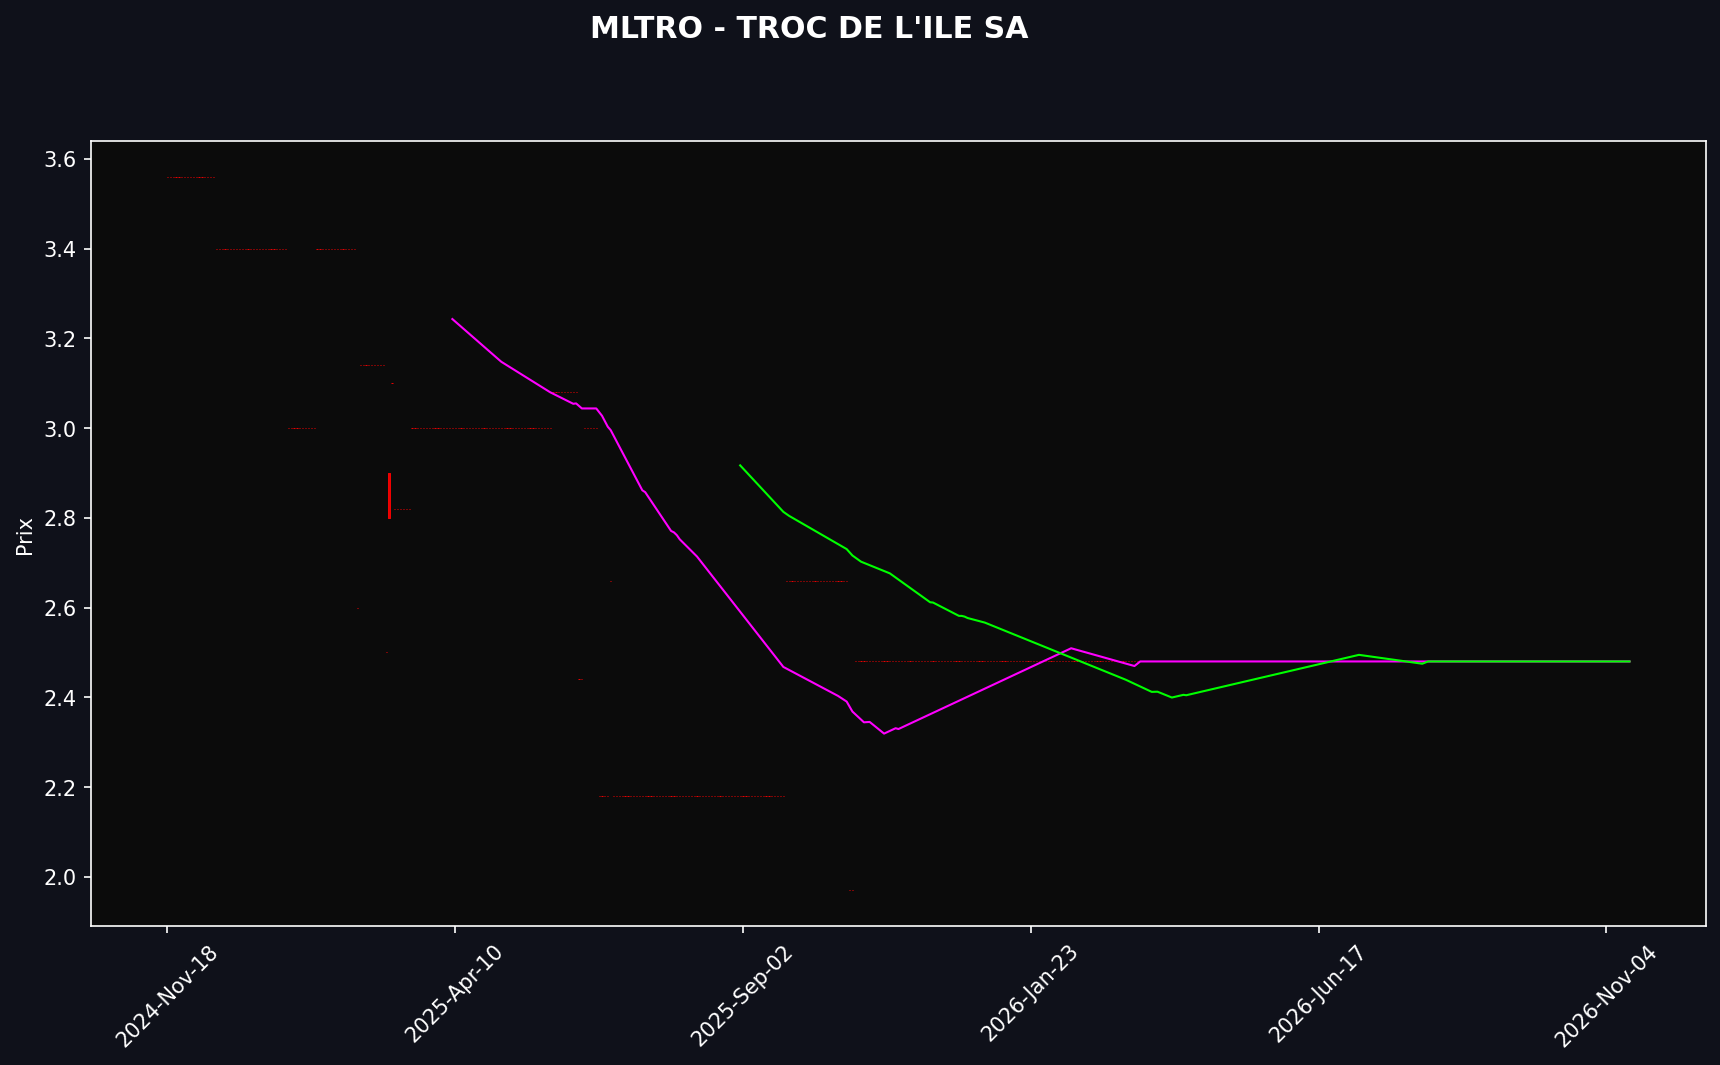 MLTRO - TROC DE L'ILE SA
3.6
3.4
3.2
3.0
2.8
2.6
2.4
2.2
2.0
Prix
2024-Nov-18
2025-Apr-10
2025-Sep-02
2026-Jan-23
2026-Jun-17
2026-Nov-04